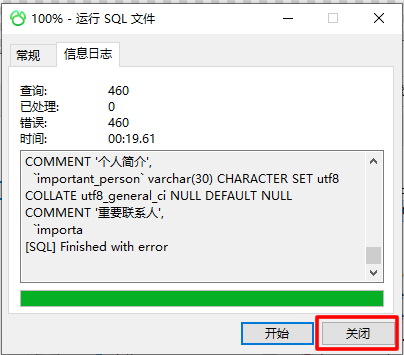 100% - 运行 SQL 文件
常规
信息日志
查询: 460
已处理: 0
错误: 460
时间: 00:19.61
COMMENT '个人简介',
`important_person` varchar(30) CHARACTER SET utf8
COLLATE utf8_general_ci NULL DEFAULT NULL
COMMENT '重要联系人',
`importa
[SQL] Finished with error
开始
关闭